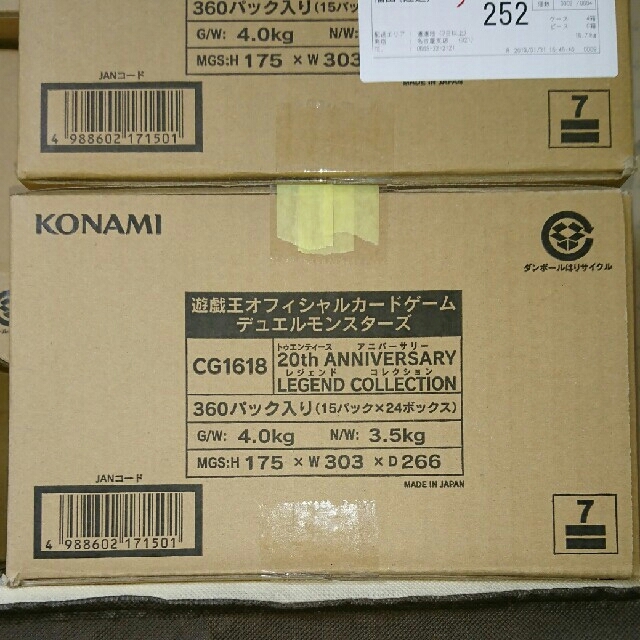 360パック入り(15パッ
G/W: 4.0kg N/W:
MGS:H 175 × W 303
252
MADE IN JAPAN
JANコード
4 988602 171501
7
KONAMI
ダンボールはリサイクル
遊戯王オフィシャルカードゲーム
デュエルモンスターズ
CG1618
トゥエンティース アニバーサリー
20th ANNIVERSARY
レジェンド コレクション
LEGEND COLLECTION
360パック入り(15パック×24ボックス)
G/W: 4.0kg N/W: 3.5kg
MGS:H 175 × W 303 × D 266
MADE IN JAPAN
JANコード
4 988602 171501
7